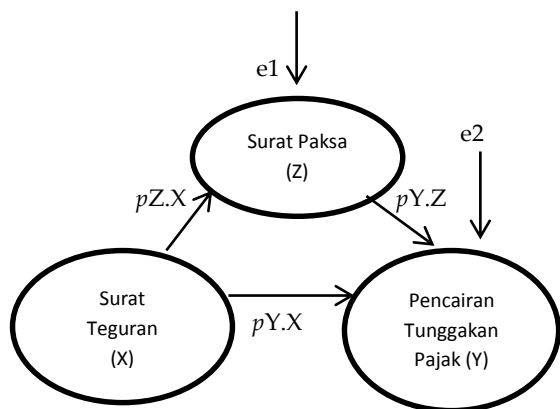 e1
Surat Paksa
(Z)
e2
pZ.X
pY.Z
Surat
Teguran
(X)
pY.X
Pencairan
Tunggakan
Pajak (Y)